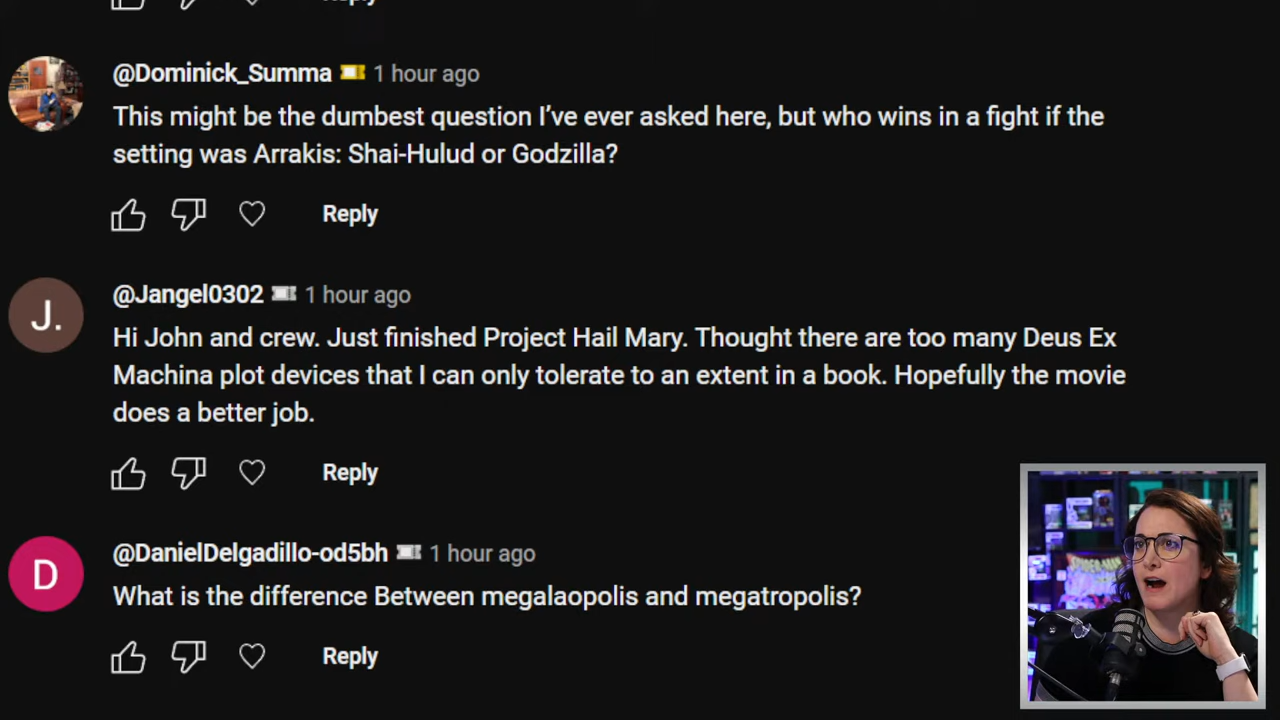 Reply
@Dominick_Summa 1 hour ago
This might be the dumbest question I've ever asked here, but who wins in a fight if the
setting was Arrakis: Shai-Hulud or Godzilla?
Reply
J.
@Jangel0302 1 hour ago
Hi John and crew. Just finished Project Hail Mary. Thought there are too many Deus Ex
Machina plot devices that I can only tolerate to an extent in a book. Hopefully the movie
does a better job.
Reply
D
@DanielDelgadillo-od5bh 1 hour ago
What is the difference Between megalaopolis and megatropolis?
Reply